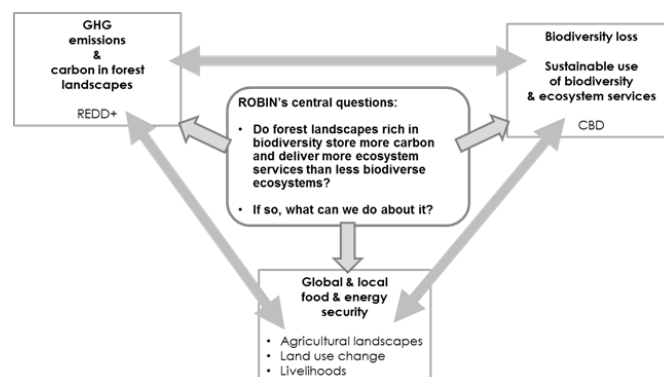 GHG
emissions
&
carbon in forest
landscapes
REDD+
Biodiversity loss
Sustainable use
of biodiversity
& ecosystem services
CBD
ROBIN's central questions:
• Do forest landscapes rich in
biodiversity store more carbon
and deliver more ecosystem
services than less biodiverse
ecosystems?
• If so, what can we do about it?
Global & local
food & energy
security
• Agricultural landscapes
• Land use change
• Livelihoods